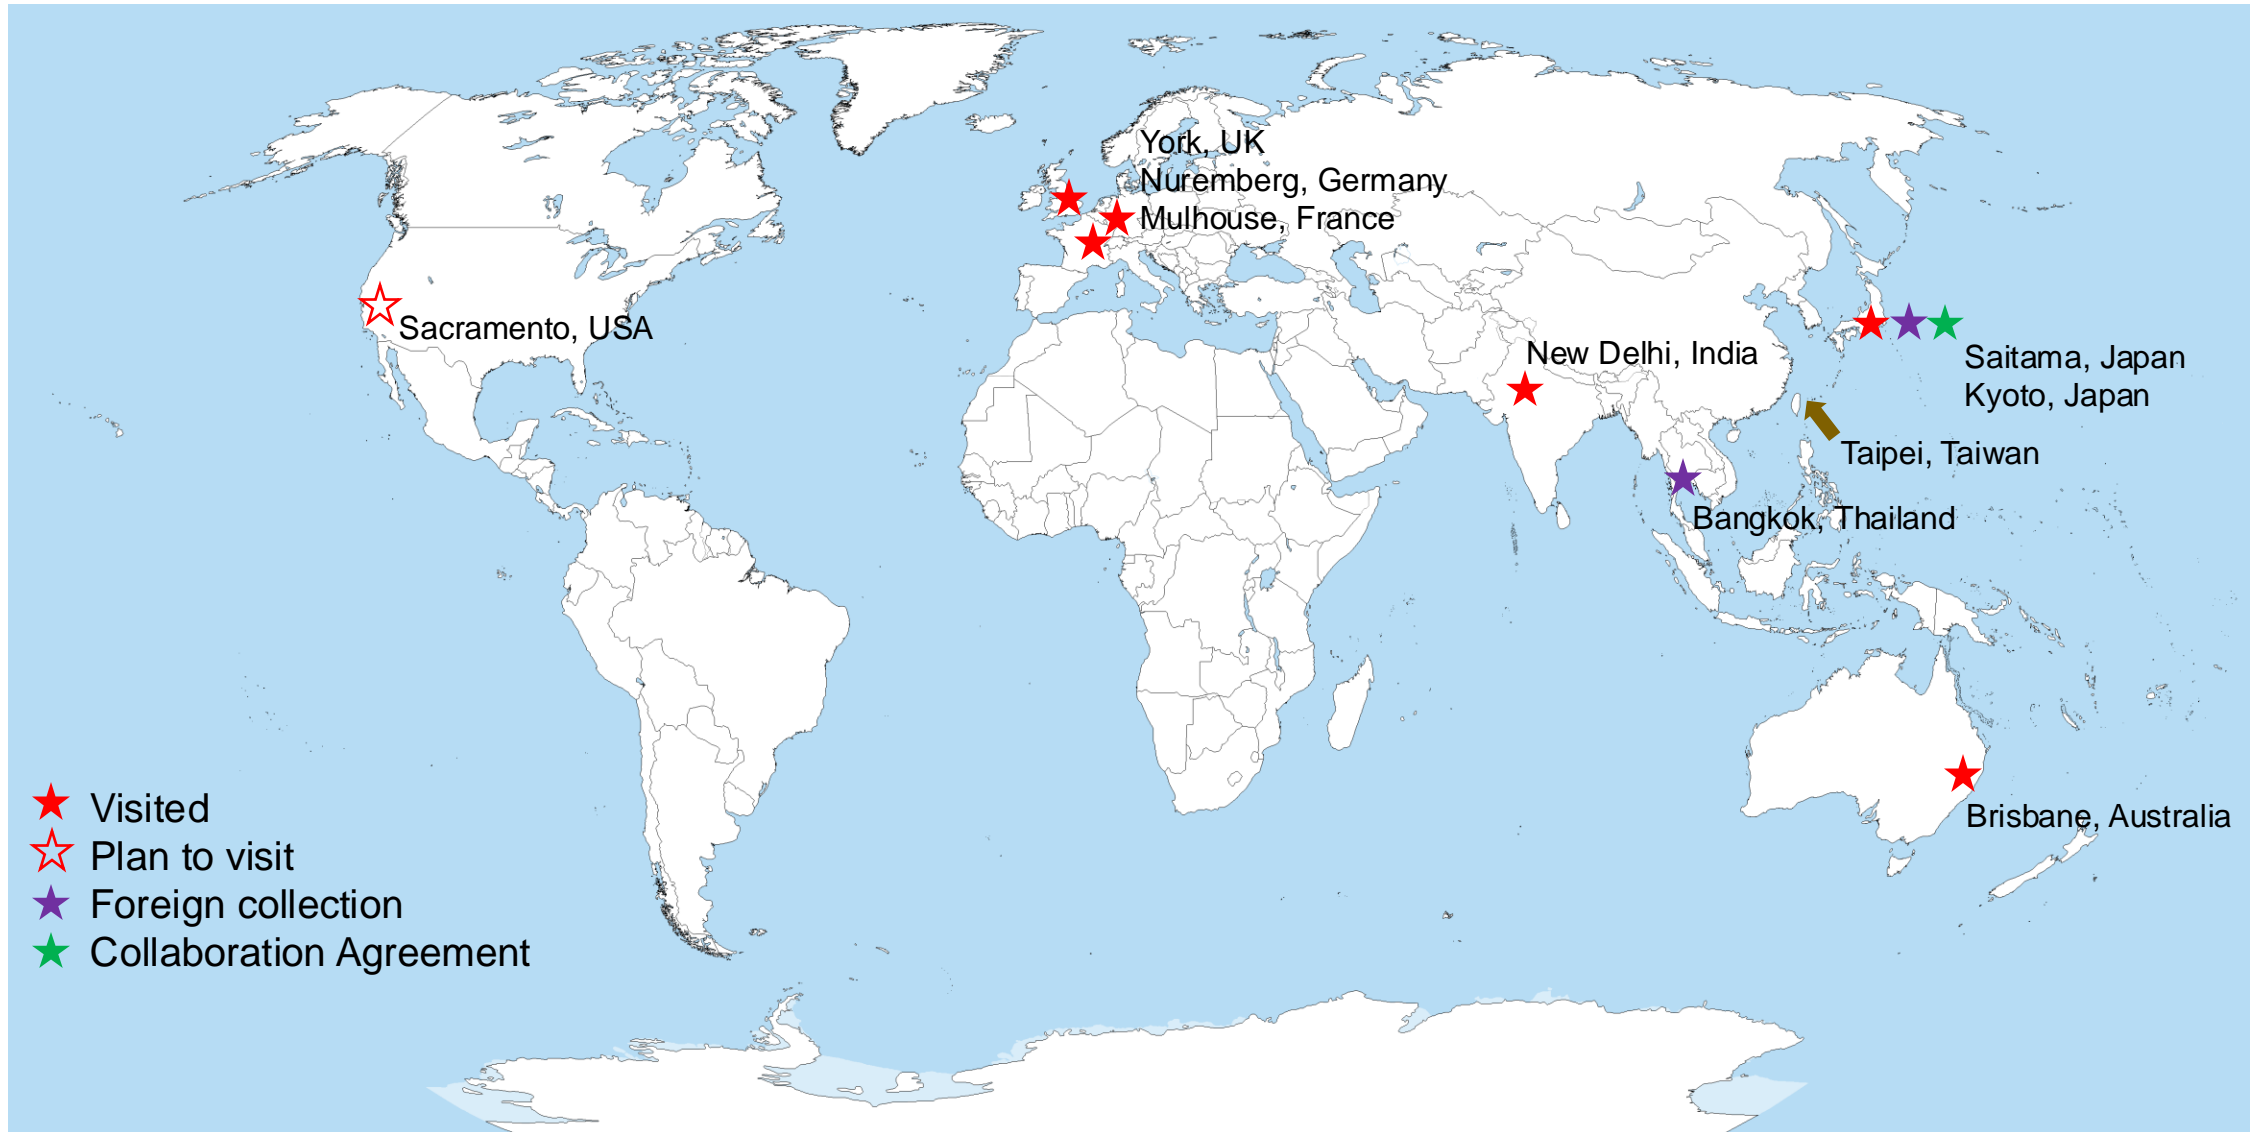 York, UK
Nuremberg, Germany
Mulhouse, France
Sacramento, USA
New Delhi, India
Saitama, Japan
Kyoto, Japan
Taipei, Taiwan
Bangkok, Thailand
Brisbane, Australia
Visited
Plan to visit
Foreign collection
Collaboration Agreement